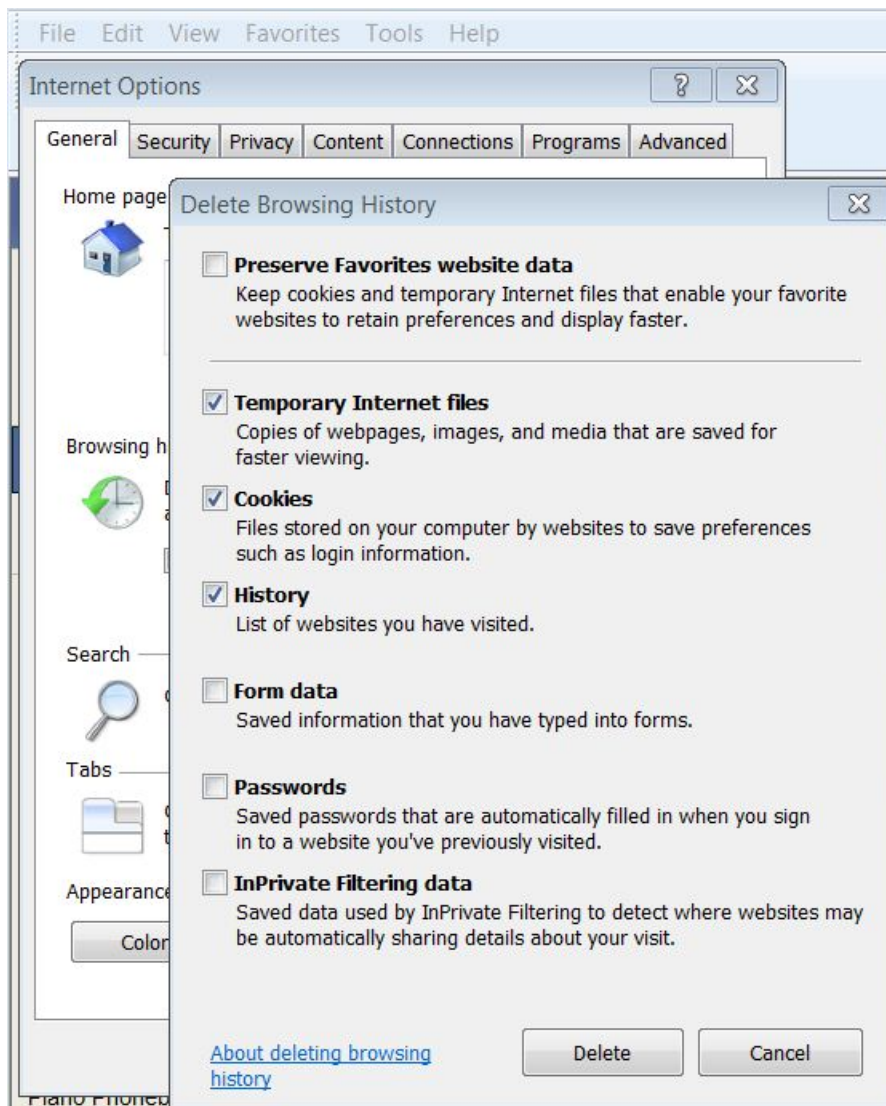 File Edit View Favorites Tools Help
Internet Options
General Security Privacy Content Connections Programs Advanced
Home page
Delete Browsing History
Preserve Favorites website data
Keep cookies and temporary Internet files that enable your favorite
websites to retain preferences and display faster.
Temporary Internet files
Copies of webpages, images, and media that are saved for
faster viewing.
Browsing h
Cookies
Files stored on your computer by websites to save preferences
such as login information.
History
List of websites you have visited.
Search
Form data
Saved information that you have typed into forms.
Tabs
Passwords
Saved passwords that are automatically filled in when you sign
in to a website you've previously visited.
Appearance
InPrivate Filtering data
Saved data used by InPrivate Filtering to detect where websites may
be automatically sharing details about your visit.
Color
About deleting browsing
history
Delete
Cancel